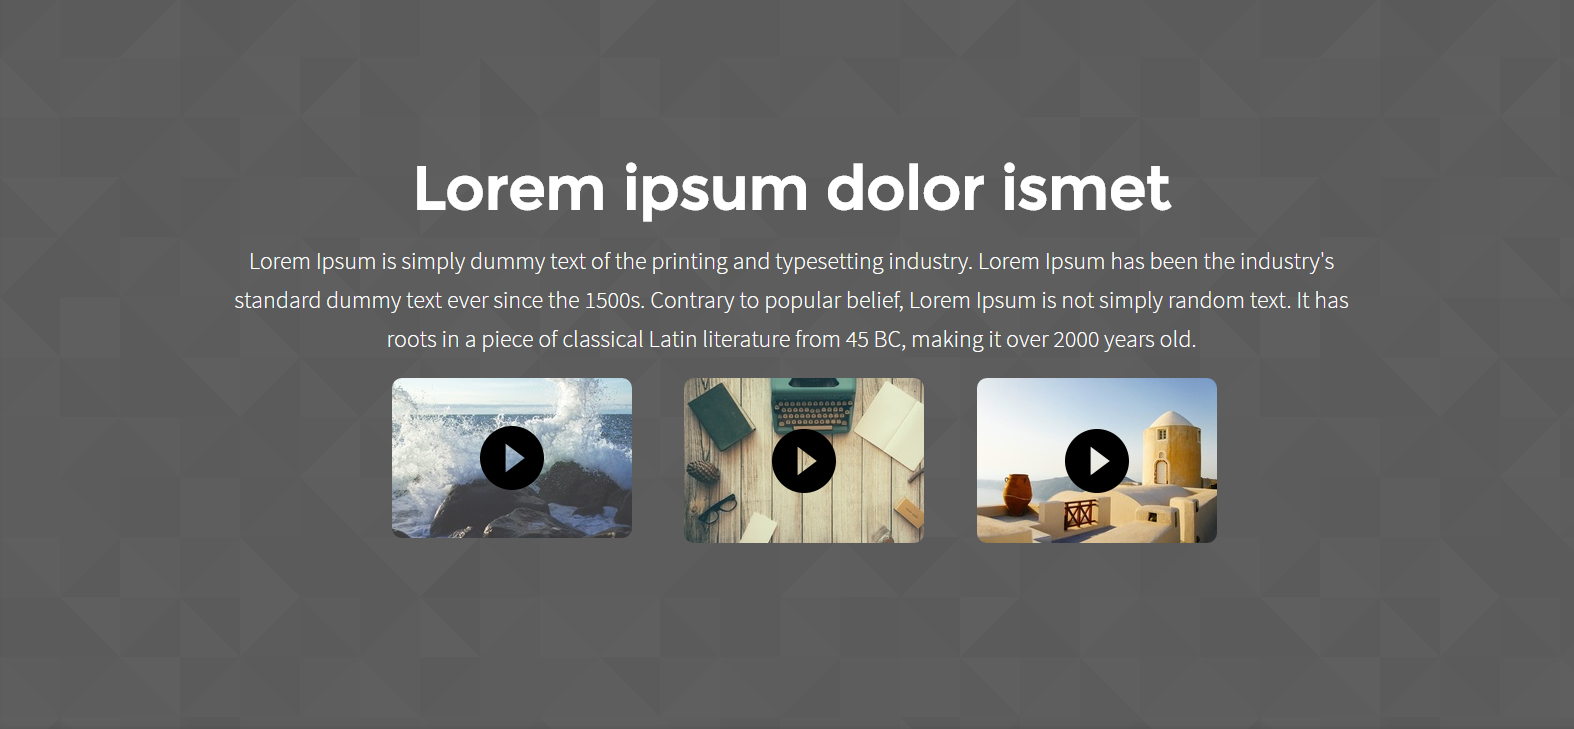 Lorem ipsum dolor ismet
Lorem Ipsum is simply dummy text of the printing and typesetting industry. Lorem Ipsum has been the industry's
standard dummy text ever since the 1500s. Contrary to popular belief, Lorem Ipsum is not simply random text. It has
roots in a piece of classical Latin literature from 45 BC, making it over 2000 years old.